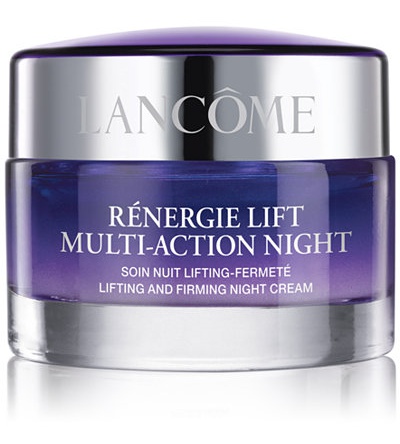 LANCÔME
RÉNERGIE LIFT
MULTI-ACTION NIGHT
SOIN NUIT LIFTING-FERMETÉ
LIFTING AND FIRMING NIGHT CREAM